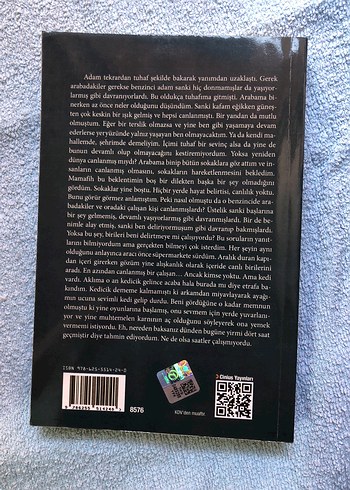 Adam tekrardan tuhaf şekilde bakarak yanımdan uzaklaştı. Gerek
arabadakiler gerekse benzinci adam sanki hiç donmamışlar da yaşıyor-
larmış gibi davranıyorlardı. Bu oldukça tuhafıma gitmişti. Arabama bi-
nerken az önce neler olduğunu düşündüm. Sanki kafam eğikken güneş-
ten çok keskin bir ışık gelmiş ve hepsi canlanmıştı. Bir yandan da mutlu
olmuştum. Eğer bir terslik olmazsa ve yine ben gibi yaşamaya devam
ederlerse yeryüzünde yalnız yaşayan ben olmayacaktım. Ya da kendi ma-
hallemde, şehrimde demeliyim. İçimi tuhaf bir sevinç alsa da yine de
bunun devamlı olup olmayacağını kestiremiyordum. Yoksa yeniden
dünya canlanmış mıydı? Arabama binip bütün sokaklara göz attım ve in-
sanların canlanmış olmasını, sokakların hareketlenmesini bekledim.
Mamafih bu beklentimin boş bir dilekten başka bir şey olmadığını
gördüm. Sokaklar yine boştu. Hiçbir yerde hayat belirtisi, canlılık yoktu.
Bunu görür görmez anlamıştım. Peki nasıl olmuştu da o benzincide ara-
badakiler ve oradaki çalışan kişi canlanmışlardı? Üstelik sanki başlarına
bir şey gelmemiş, devamlı yaşıyorlarmış gibi davranmışlardı. Bir de be-
nimle alay etmiş, sanki ben deliriyormuşum gibi davranıp bakmışlardı.
Yoksa bu şey, birileri beni delirtmeye mi çalışıyordu? Bu soruların yanıt-
larını bilmiyordum ama gerçekten bilmeyi çok isterdim. Her şeyin aynı
olduğunu anlayınca aracı önce süpermarkete sürdüm. Aralık duran kapı-
dan içeri girerken gözüm yine alışkanlık olarak içeride canlı birilerini
aradı. En azından canlanmış bir çalışan… Ancak kimse yoktu. Ama kedi
vardı. Aklıma o an kedicik gelince acaba hala burada mı diye etrafa ba-
kındım. Kedicik dememe kalmamıştı ki arkamdan miyavlayarak ayağı-
mın ucuna sevimli kedi gelip durdu. Beni gördüğüne o kadar memnun
olmuştu ki yine oyunlarına başlamış, onu sevmem için yerde yuvarlanı-
yor ve yine muhtemelen karnının aç olduğunu söyleyerek ona yemek
vermemi istiyordu. Eh, nereden baksanız dünden bugüne yirmi dört saat
geçmiştir diye tahmin ediyordum. Ne de olsa saatler çalışmıyordu.
ISBN 978-625-5514-24-0
8576
KDV'den muaftır.
Cinius Yayınları